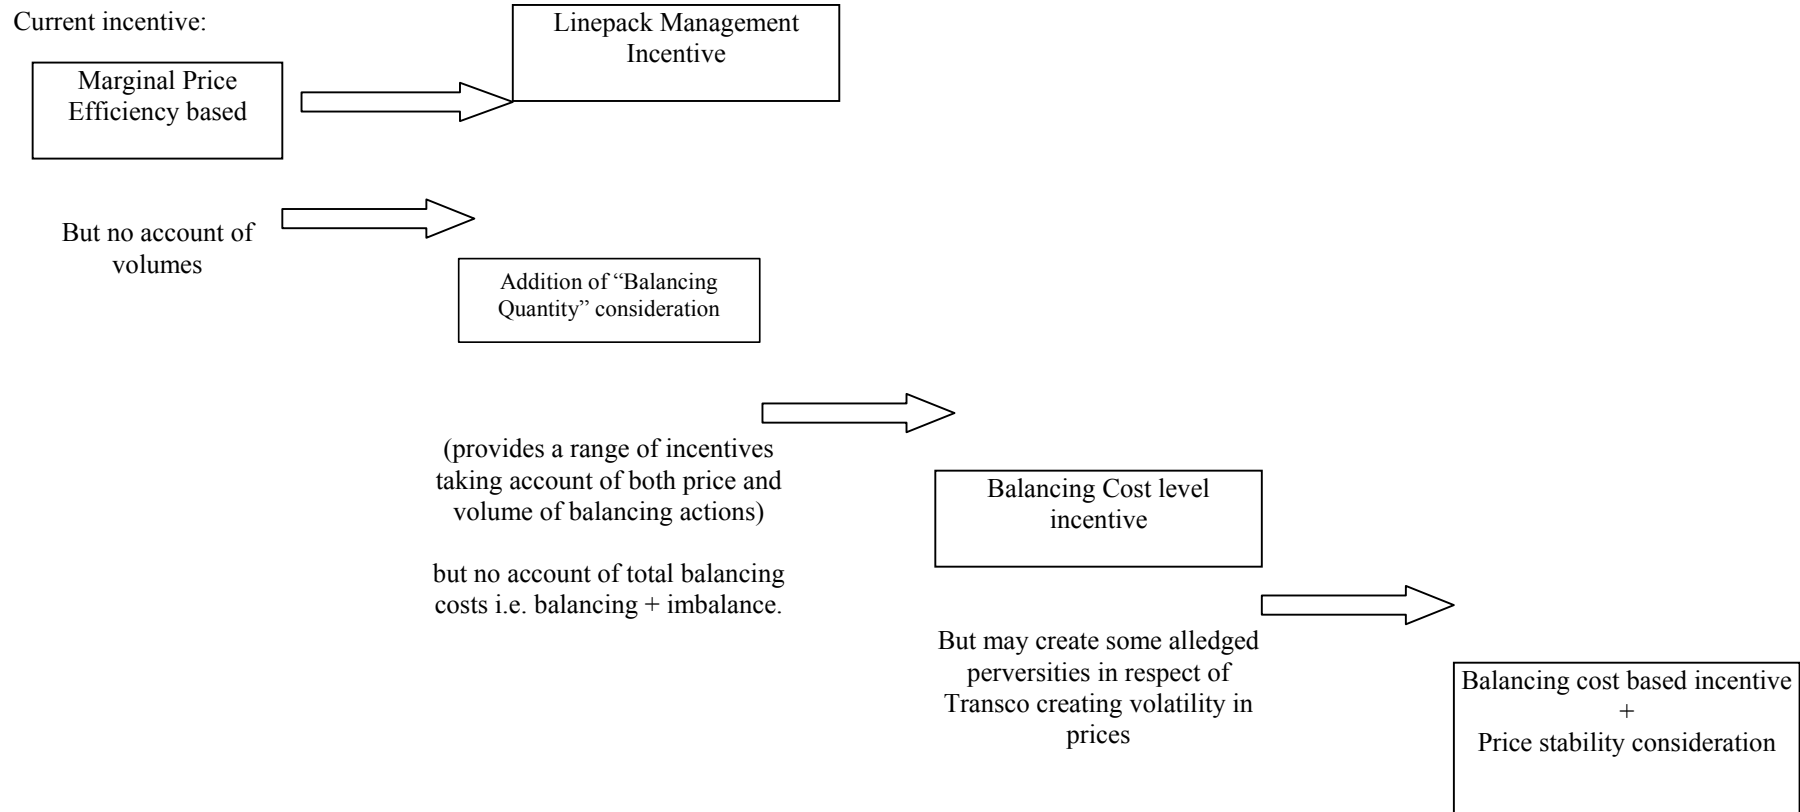 Current incentive:
Marginal Price
Efficiency based
Linepack Management
Incentive
But no account of
volumes
Addition of “Balancing
Quantity” consideration
(provides a range of incentives
taking account of both price and
volume of balancing actions)
but no account of total balancing
costs i.e. balancing + imbalance.
Balancing Cost level
incentive
But may create some alledged
perversities in respect of
Transco creating volatility in
prices
Balancing cost based incentive
+
Price stability consideration